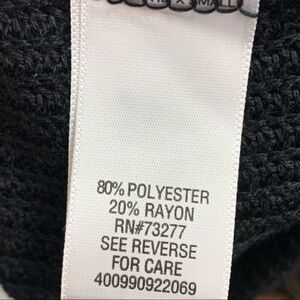 80% POLYESTER
20% RAYON
RN#73277
SEE REVERSE
FOR CARE
400990922069